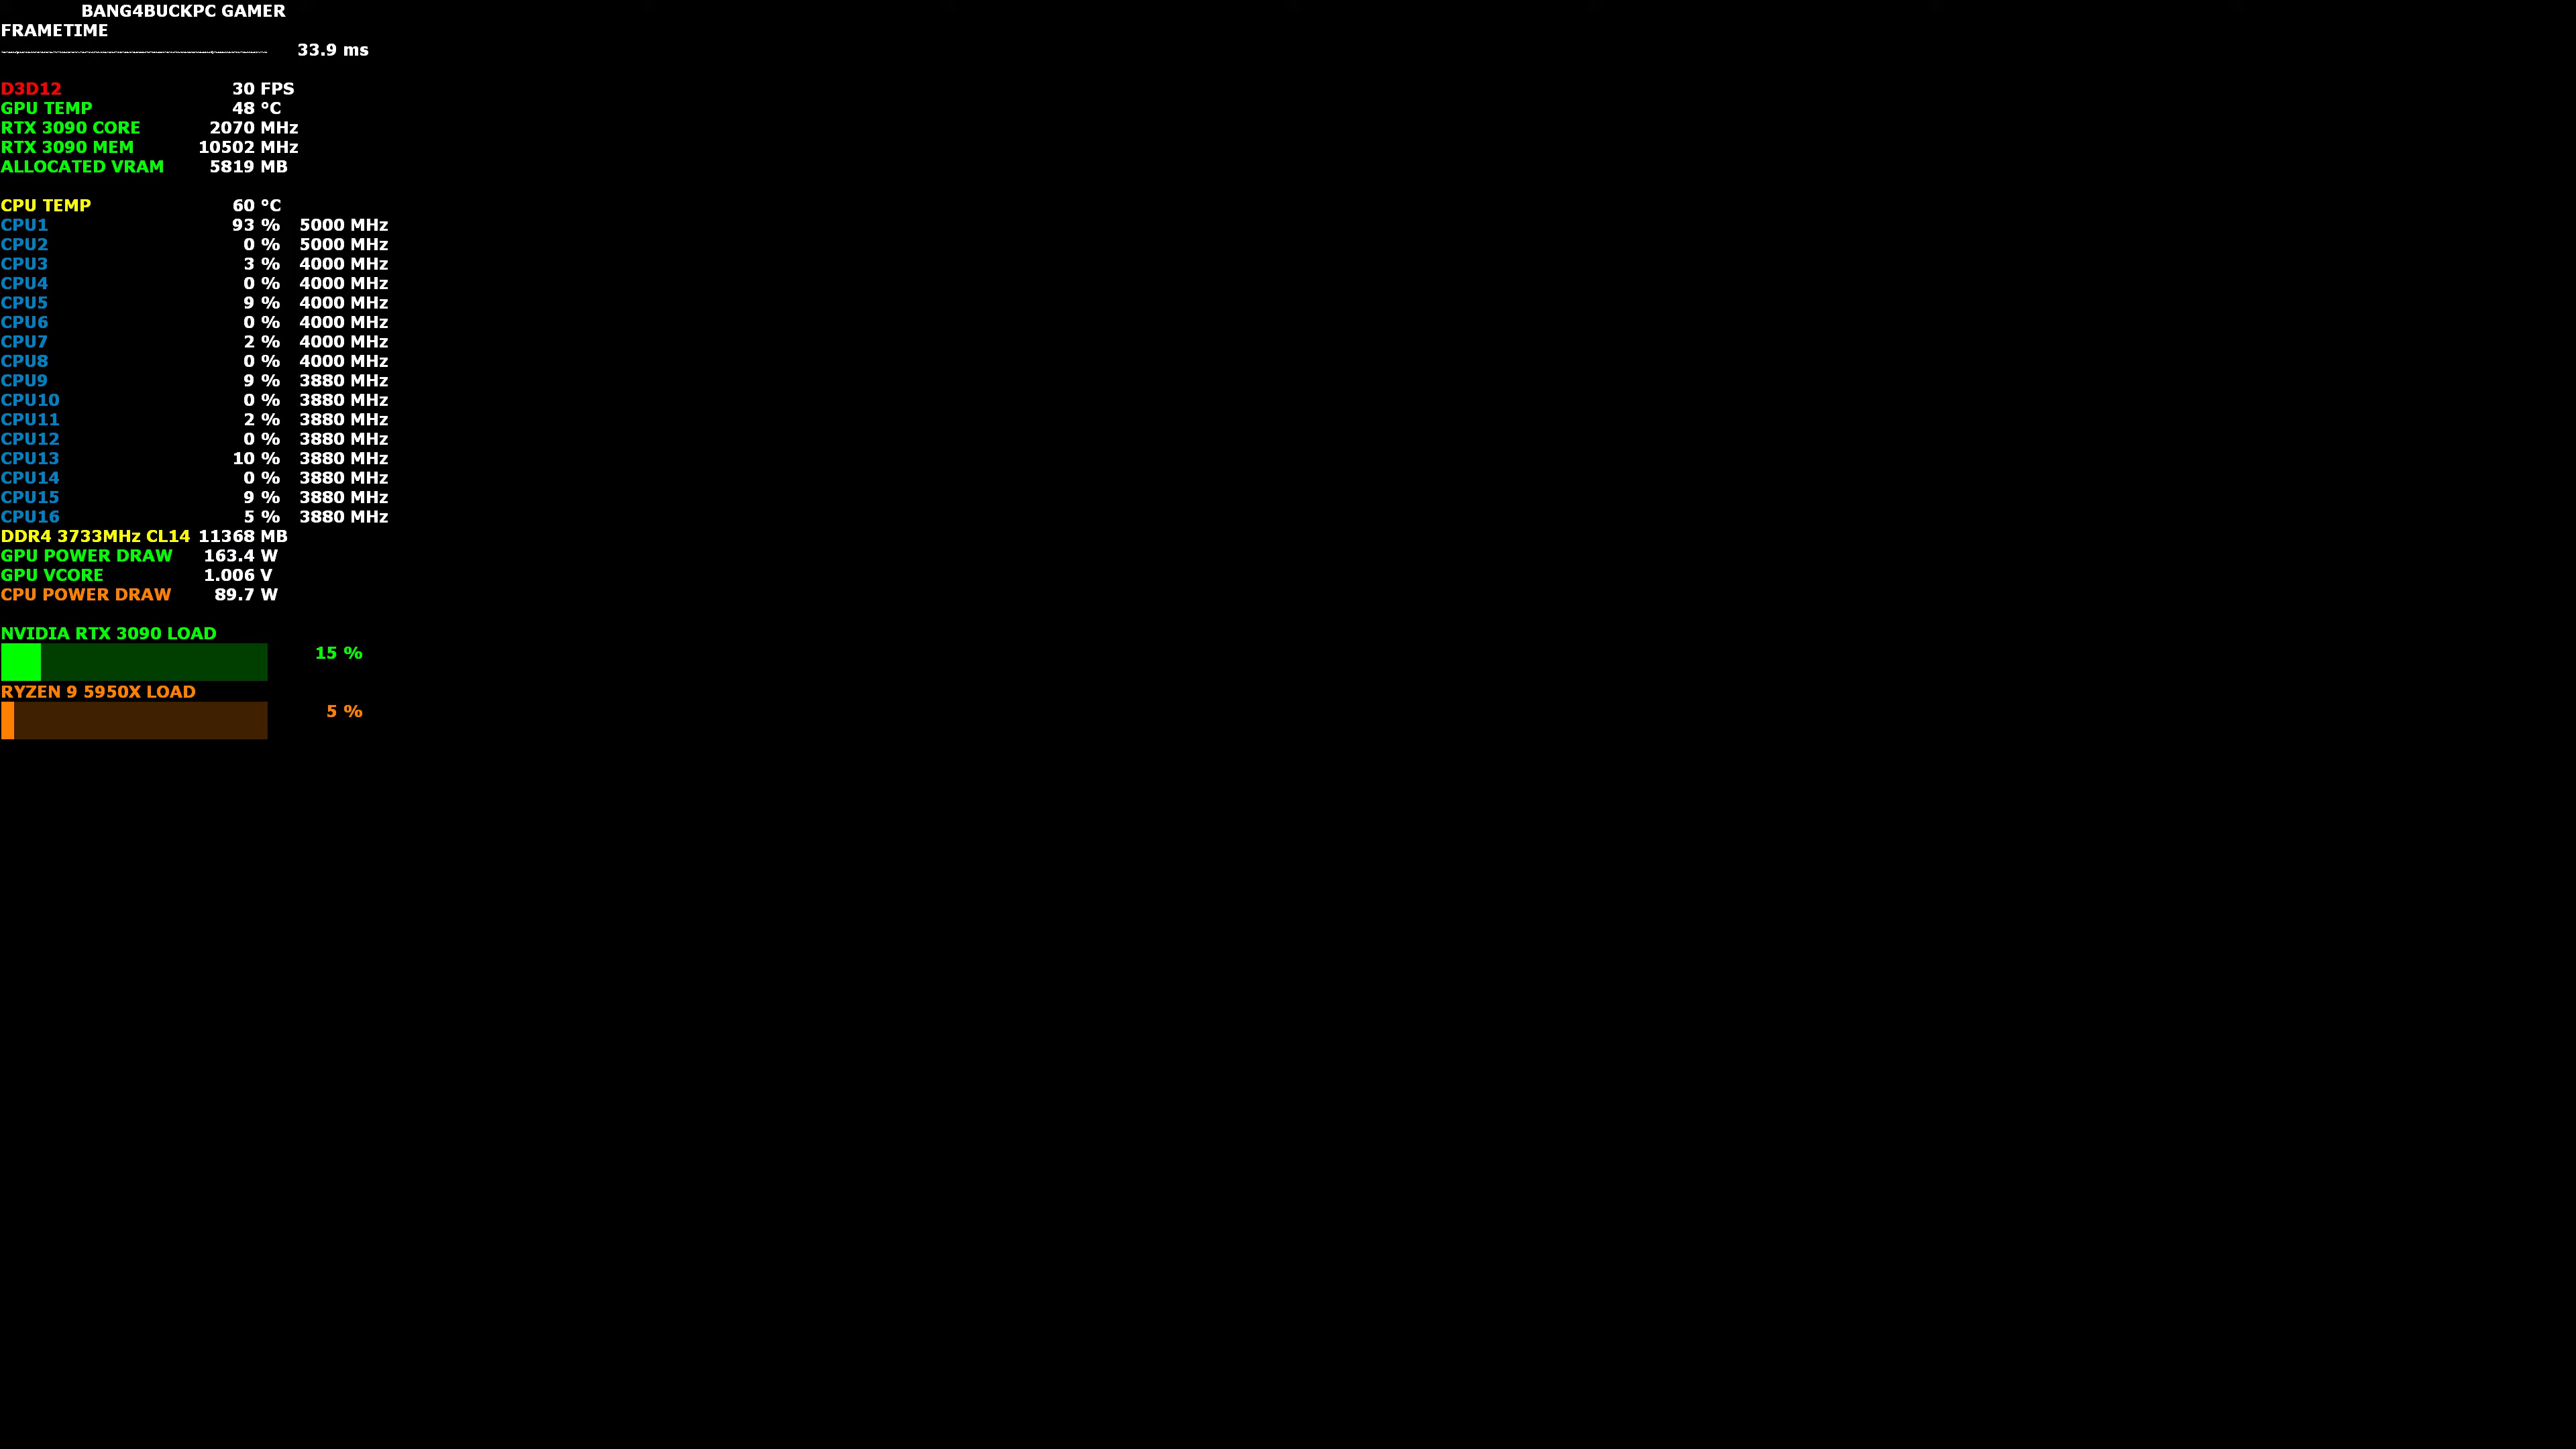 BANG4BUCKPC GAMER
FRAMETIME
33.9 ms
D3D12 30 FPS
GPU TEMP 48 °C
RTX 3090 CORE 2070 MHz
RTX 3090 MEM 10502 MHz
ALLOCATED VRAM 5819 MB
CPU TEMP 60 °C
CPU1 93 % 5000 MHz
CPU2 0 % 5000 MHz
CPU3 3 % 4000 MHz
CPU4 0 % 4000 MHz
CPU5 9 % 4000 MHz
CPU6 0 % 4000 MHz
CPU7 2 % 4000 MHz
CPU8 0 % 4000 MHz
CPU9 9 % 3880 MHz
CPU10 0 % 3880 MHz
CPU11 2 % 3880 MHz
CPU12 0 % 3880 MHz
CPU13 10 % 3880 MHz
CPU14 0 % 3880 MHz
CPU15 9 % 3880 MHz
CPU16 5 % 3880 MHz
DDR4 3733MHz CL14 11368 MB
GPU POWER DRAW 163.4 W
GPU VCORE 1.006 V
CPU POWER DRAW 89.7 W
NVIDIA RTX 3090 LOAD
15 %
RYZEN 9 5950X LOAD
5 %